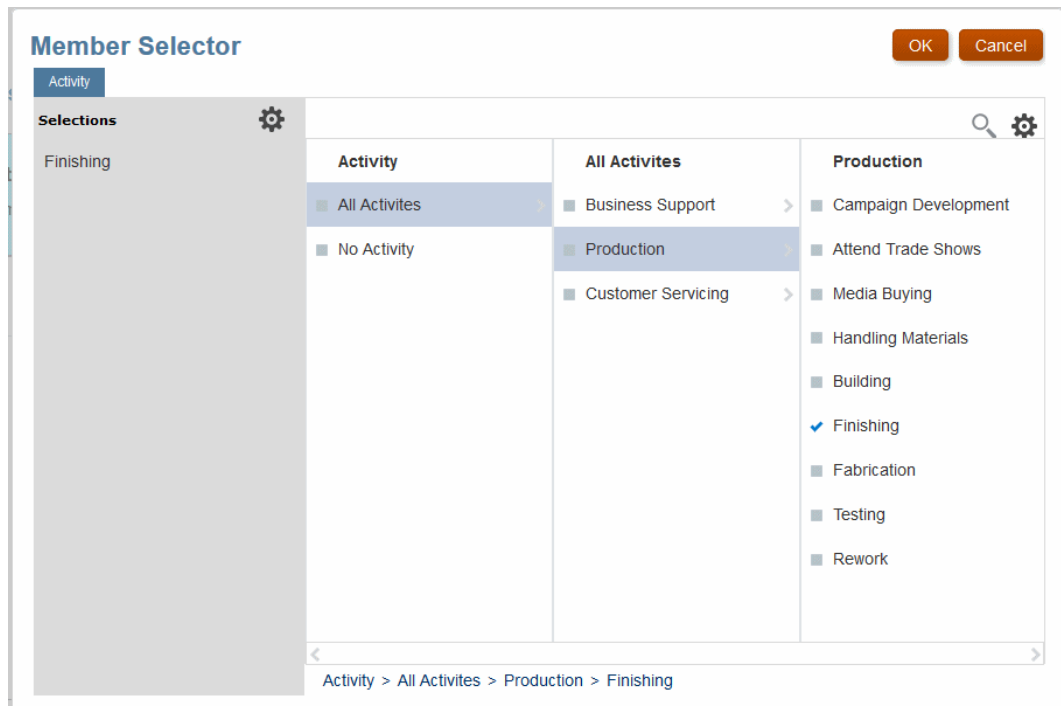 Member Selector
OK
Cancel
Activity
Selections
Finishing
Activity
All Activites
No Activity
All Activites
Business Support
Production
Customer Servicing
Production
Campaign Development
Attend Trade Shows
Media Buying
Handling Materials
Building
Finishing
Fabrication
Testing
Rework
Activity > All Activites > Production > Finishing